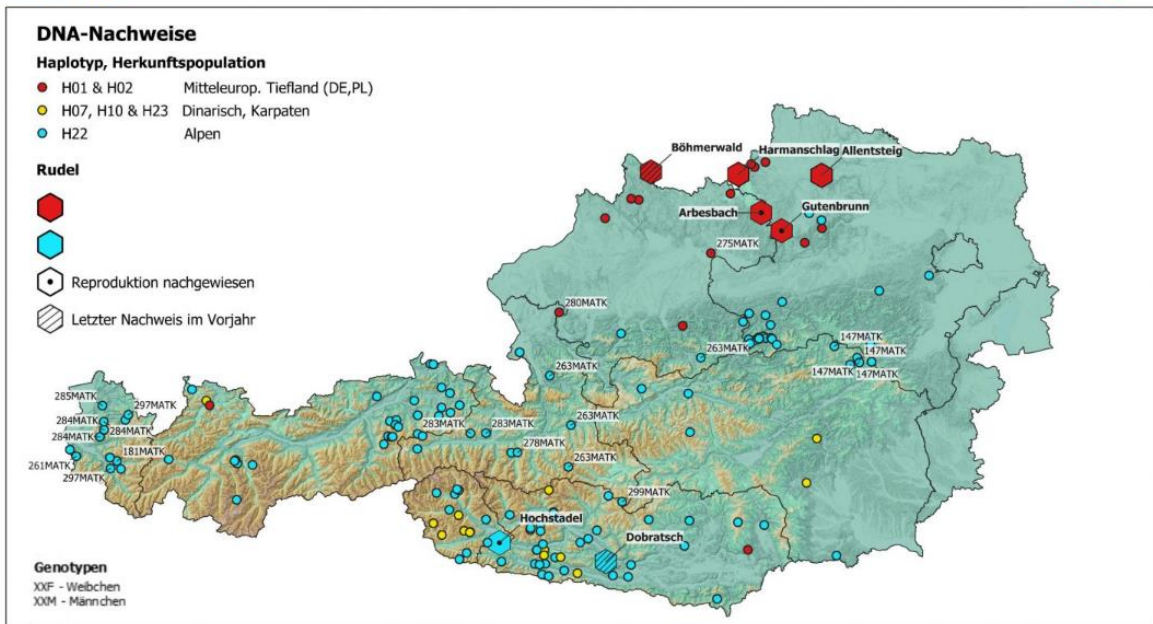 DNA-Nachweise
Haplotyp, Herkunftspopulation
H01 & H02 Mitteleurop. Tiefland (DE,PL)
H07, H10 & H23 Dinarisch, Karpaten
H22 Alpen
Rudel
Reproduktion nachgewiesen
Letzter Nachweis im Vorjahr
Böhmerwald
Harmanschlag
Allentsteig
Arbesbach
Gutenbrunn
275MATK
280MATK
263MATK
147MATK
147MATK
147MATK
147MATK
263MATK
285MATK
297MATK
284MATK
284MATK
284MATK
181MATK
261MATK
297MATK
283MATK
283MATK
263MATK
278MATK
263MATK
299MATK
Hochstadel
Dobratsch
Genotypen
XXF - Weibchen
XXM - Männchen